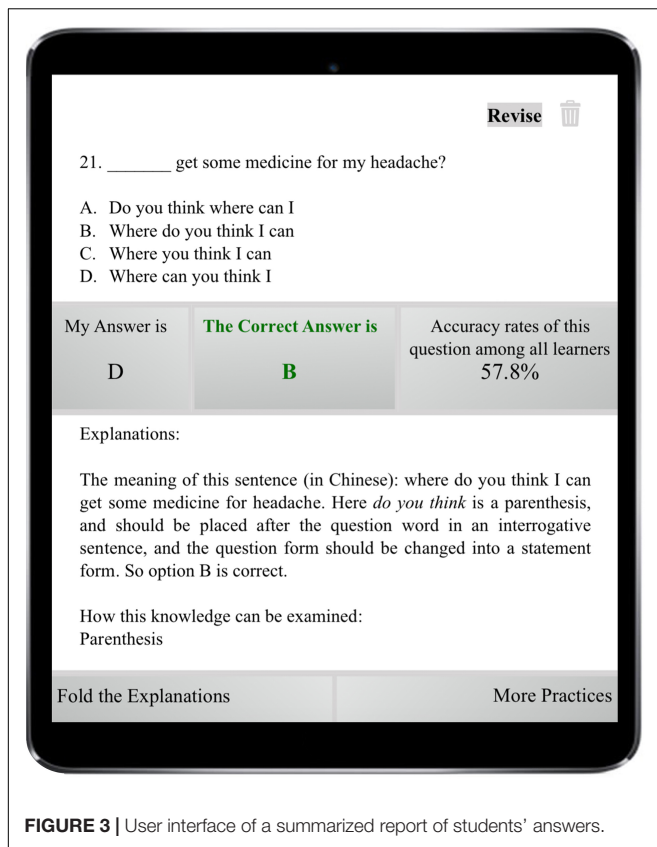 Revise
21. _______ get some medicine for my headache?
A. Do you think where can I
B. Where do you think I can
C. Where you think I can
D. Where can you think I
My Answer is
D
The Correct Answer is
B
Accuracy rates of this
question among all learners
57.8%
Explanations:
The meaning of this sentence (in Chinese): where do you think I can
get some medicine for headache. Here do you think is a parenthesis,
and should be placed after the question word in an interrogative
sentence, and the question form should be changed into a statement
form. So option B is correct.
How this knowledge can be examined:
Parenthesis
Fold the Explanations
More Practices
FIGURE 3 | User interface of a summarized report of students’ answers.